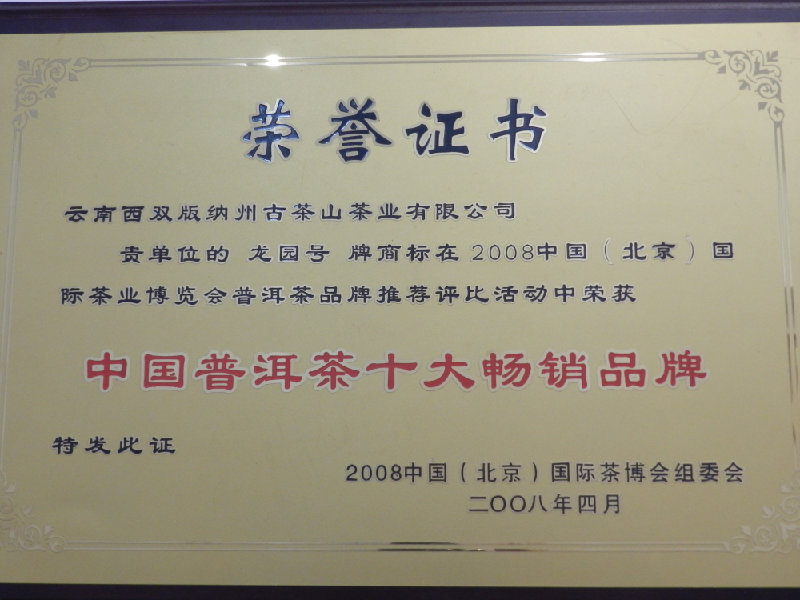 荣誉证书
云南西双版纳州古茶山茶业有限公司
贵单位的 龙园号 牌商标在2008中国（北京）国
际茶业博览会普洱茶品牌推荐评比活动中荣获
中国普洱茶十大畅销品牌
特发此证
2008中国（北京）国际茶博会组委会
二〇〇八年四月